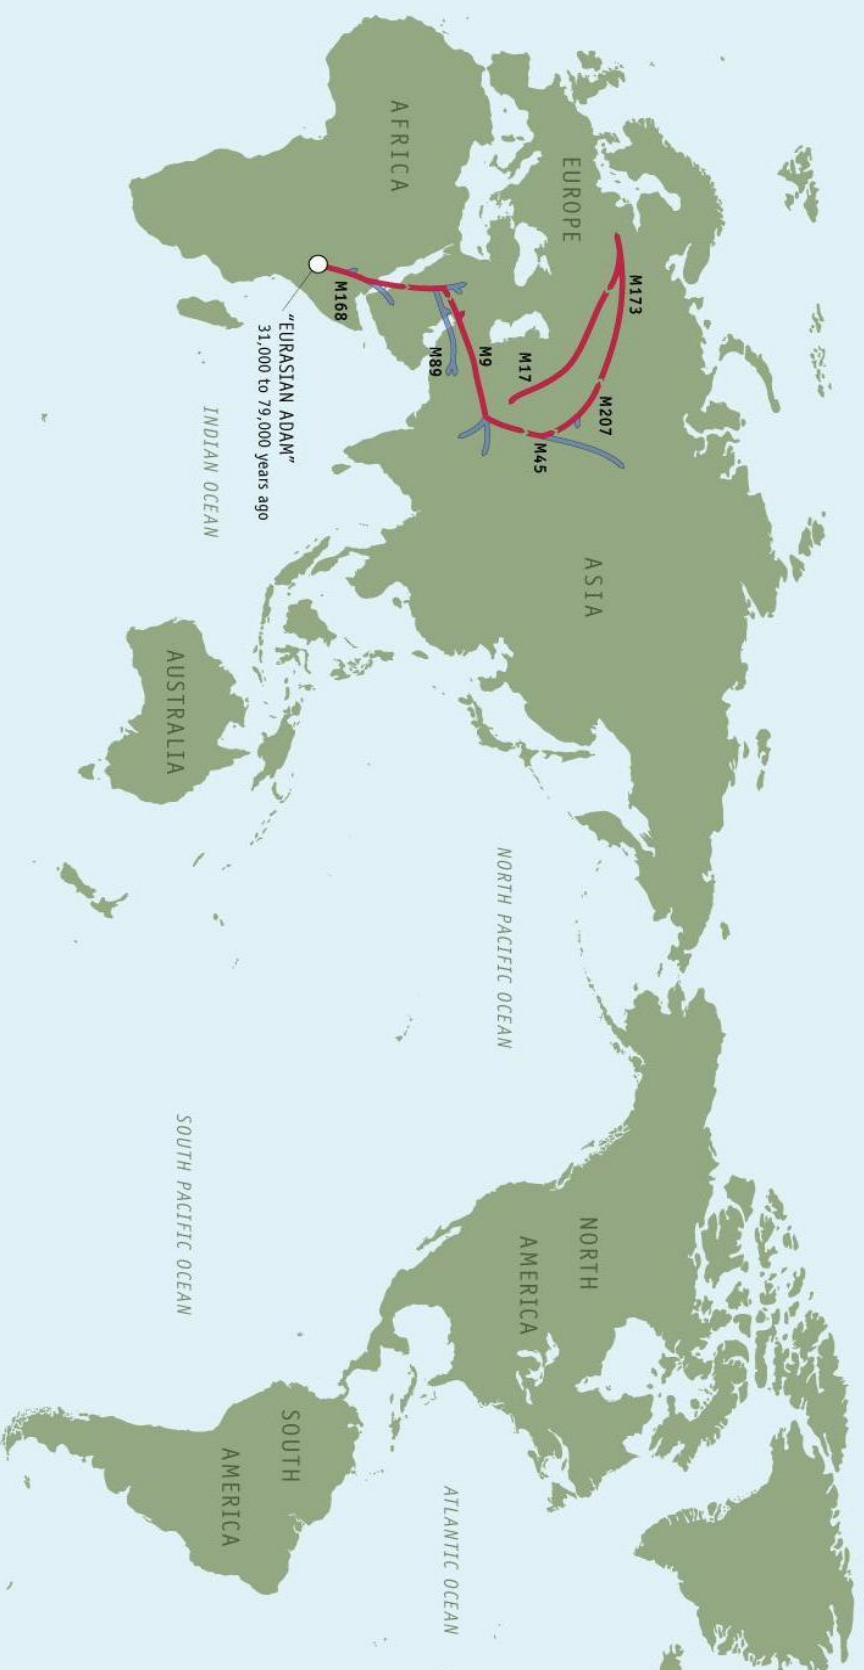 EUROPE
AFRICA
ASIA
NORTH
AMERICA
SOUTH
AMERICA
AUSTRALIA
M173
M17
M207
M45
M9
M89
M168
"EURASIAN ADAM"
31,000 to 79,000 years ago
INDIAN OCEAN
NORTH PACIFIC OCEAN
SOUTH PACIFIC OCEAN
ATLANTIC OCEAN